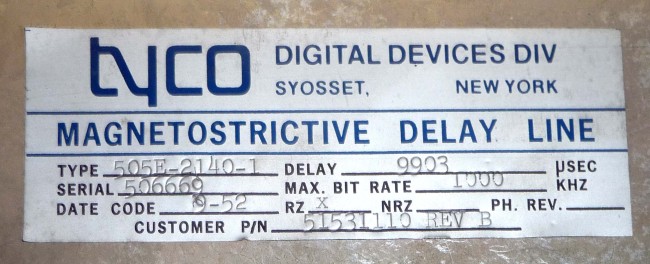 tyco DIGITAL DEVICES DIV
SYOSSET, NEW YORK
MAGNETOSTRICTIVE DELAY LINE
TYPE 505E-2140-1 DELAY 9903 µSEC
SERIAL 506669 MAX. BIT RATE 1000 KHZ
DATE CODE 9-52 RZ X NRZ PH. REV.
CUSTOMER P/N 51531110 REV B